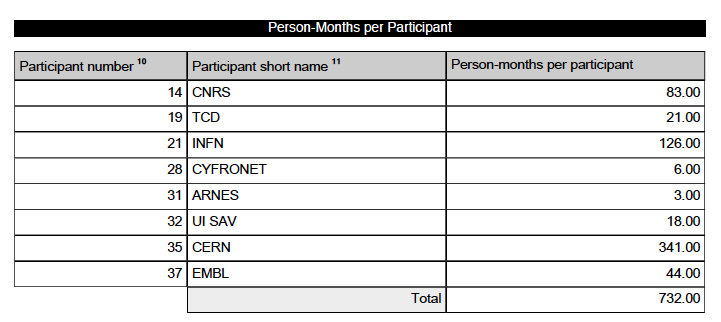 Person-Months per Participant
Participant number 10 Participant short name 11 Person-months per participant
14 CNRS 83.00
19 TCD 21.00
21 INFN 126.00
28 CYFRONET 6.00
31 ARNES 3.00
32 UI SAV 18.00
35 CERN 341.00
37 EMBL 44.00
Total 732.00